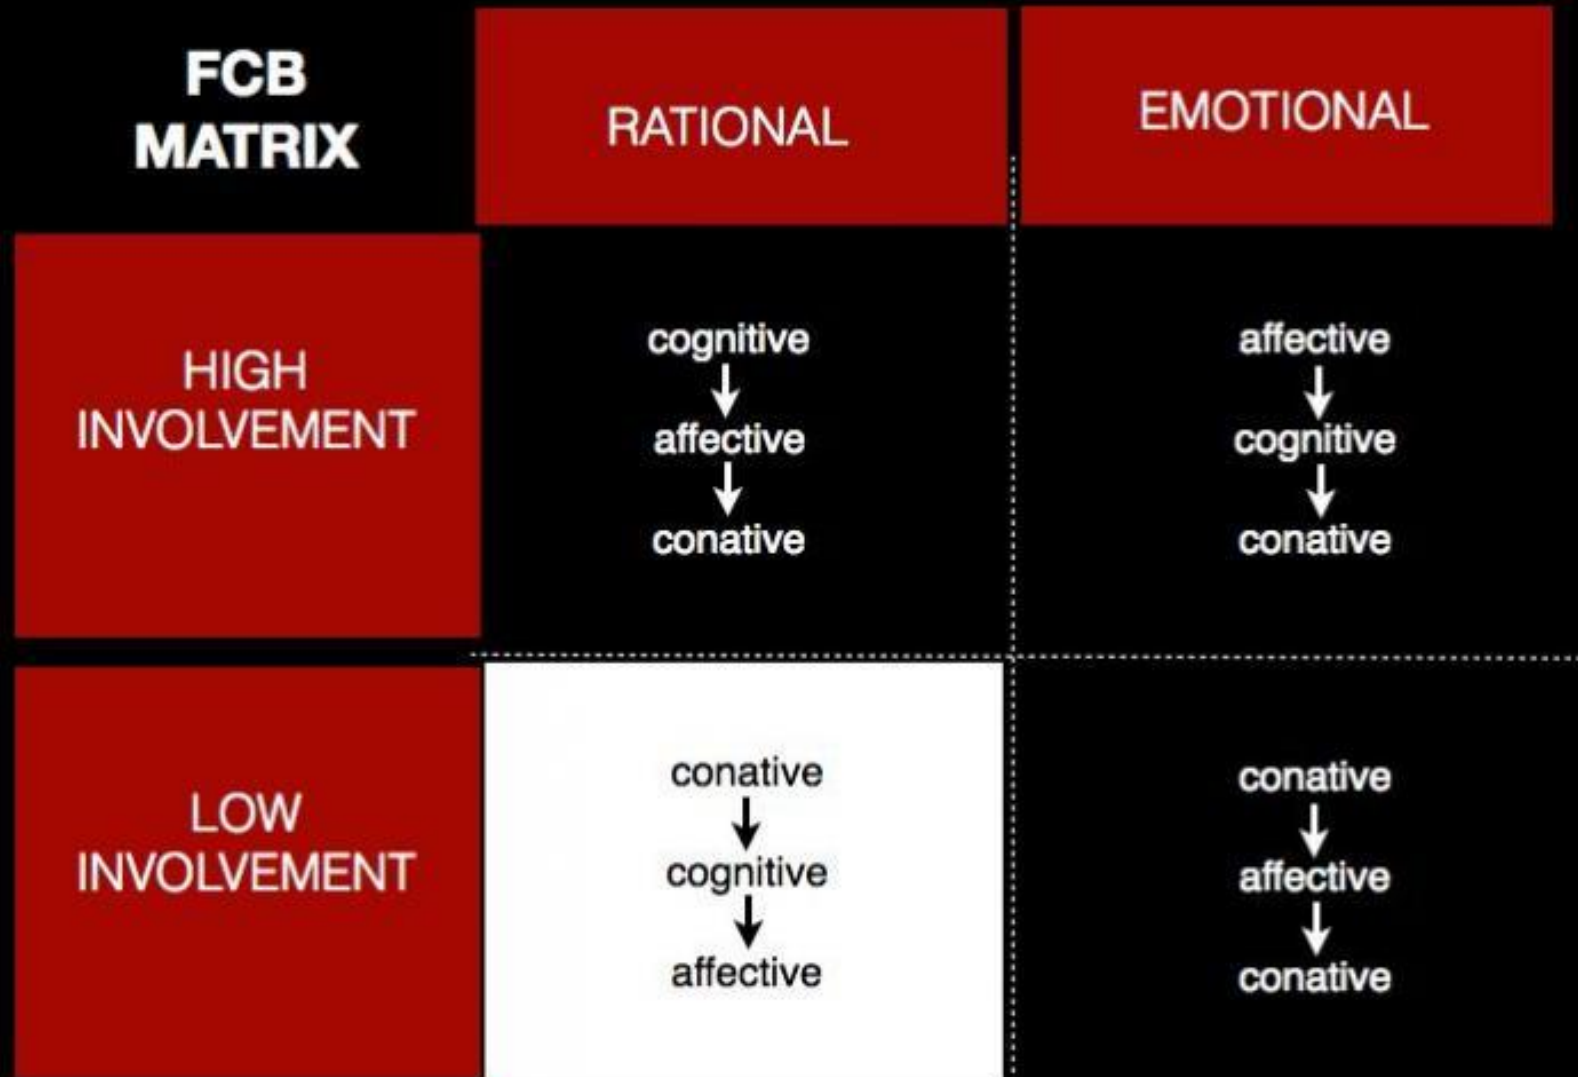 FCB
MATRIX
RATIONAL
EMOTIONAL
HIGH
INVOLVEMENT
cognitive
affective
conative
affective
cognitive
conative
LOW
INVOLVEMENT
conative
cognitive
affective
conative
affective
conative